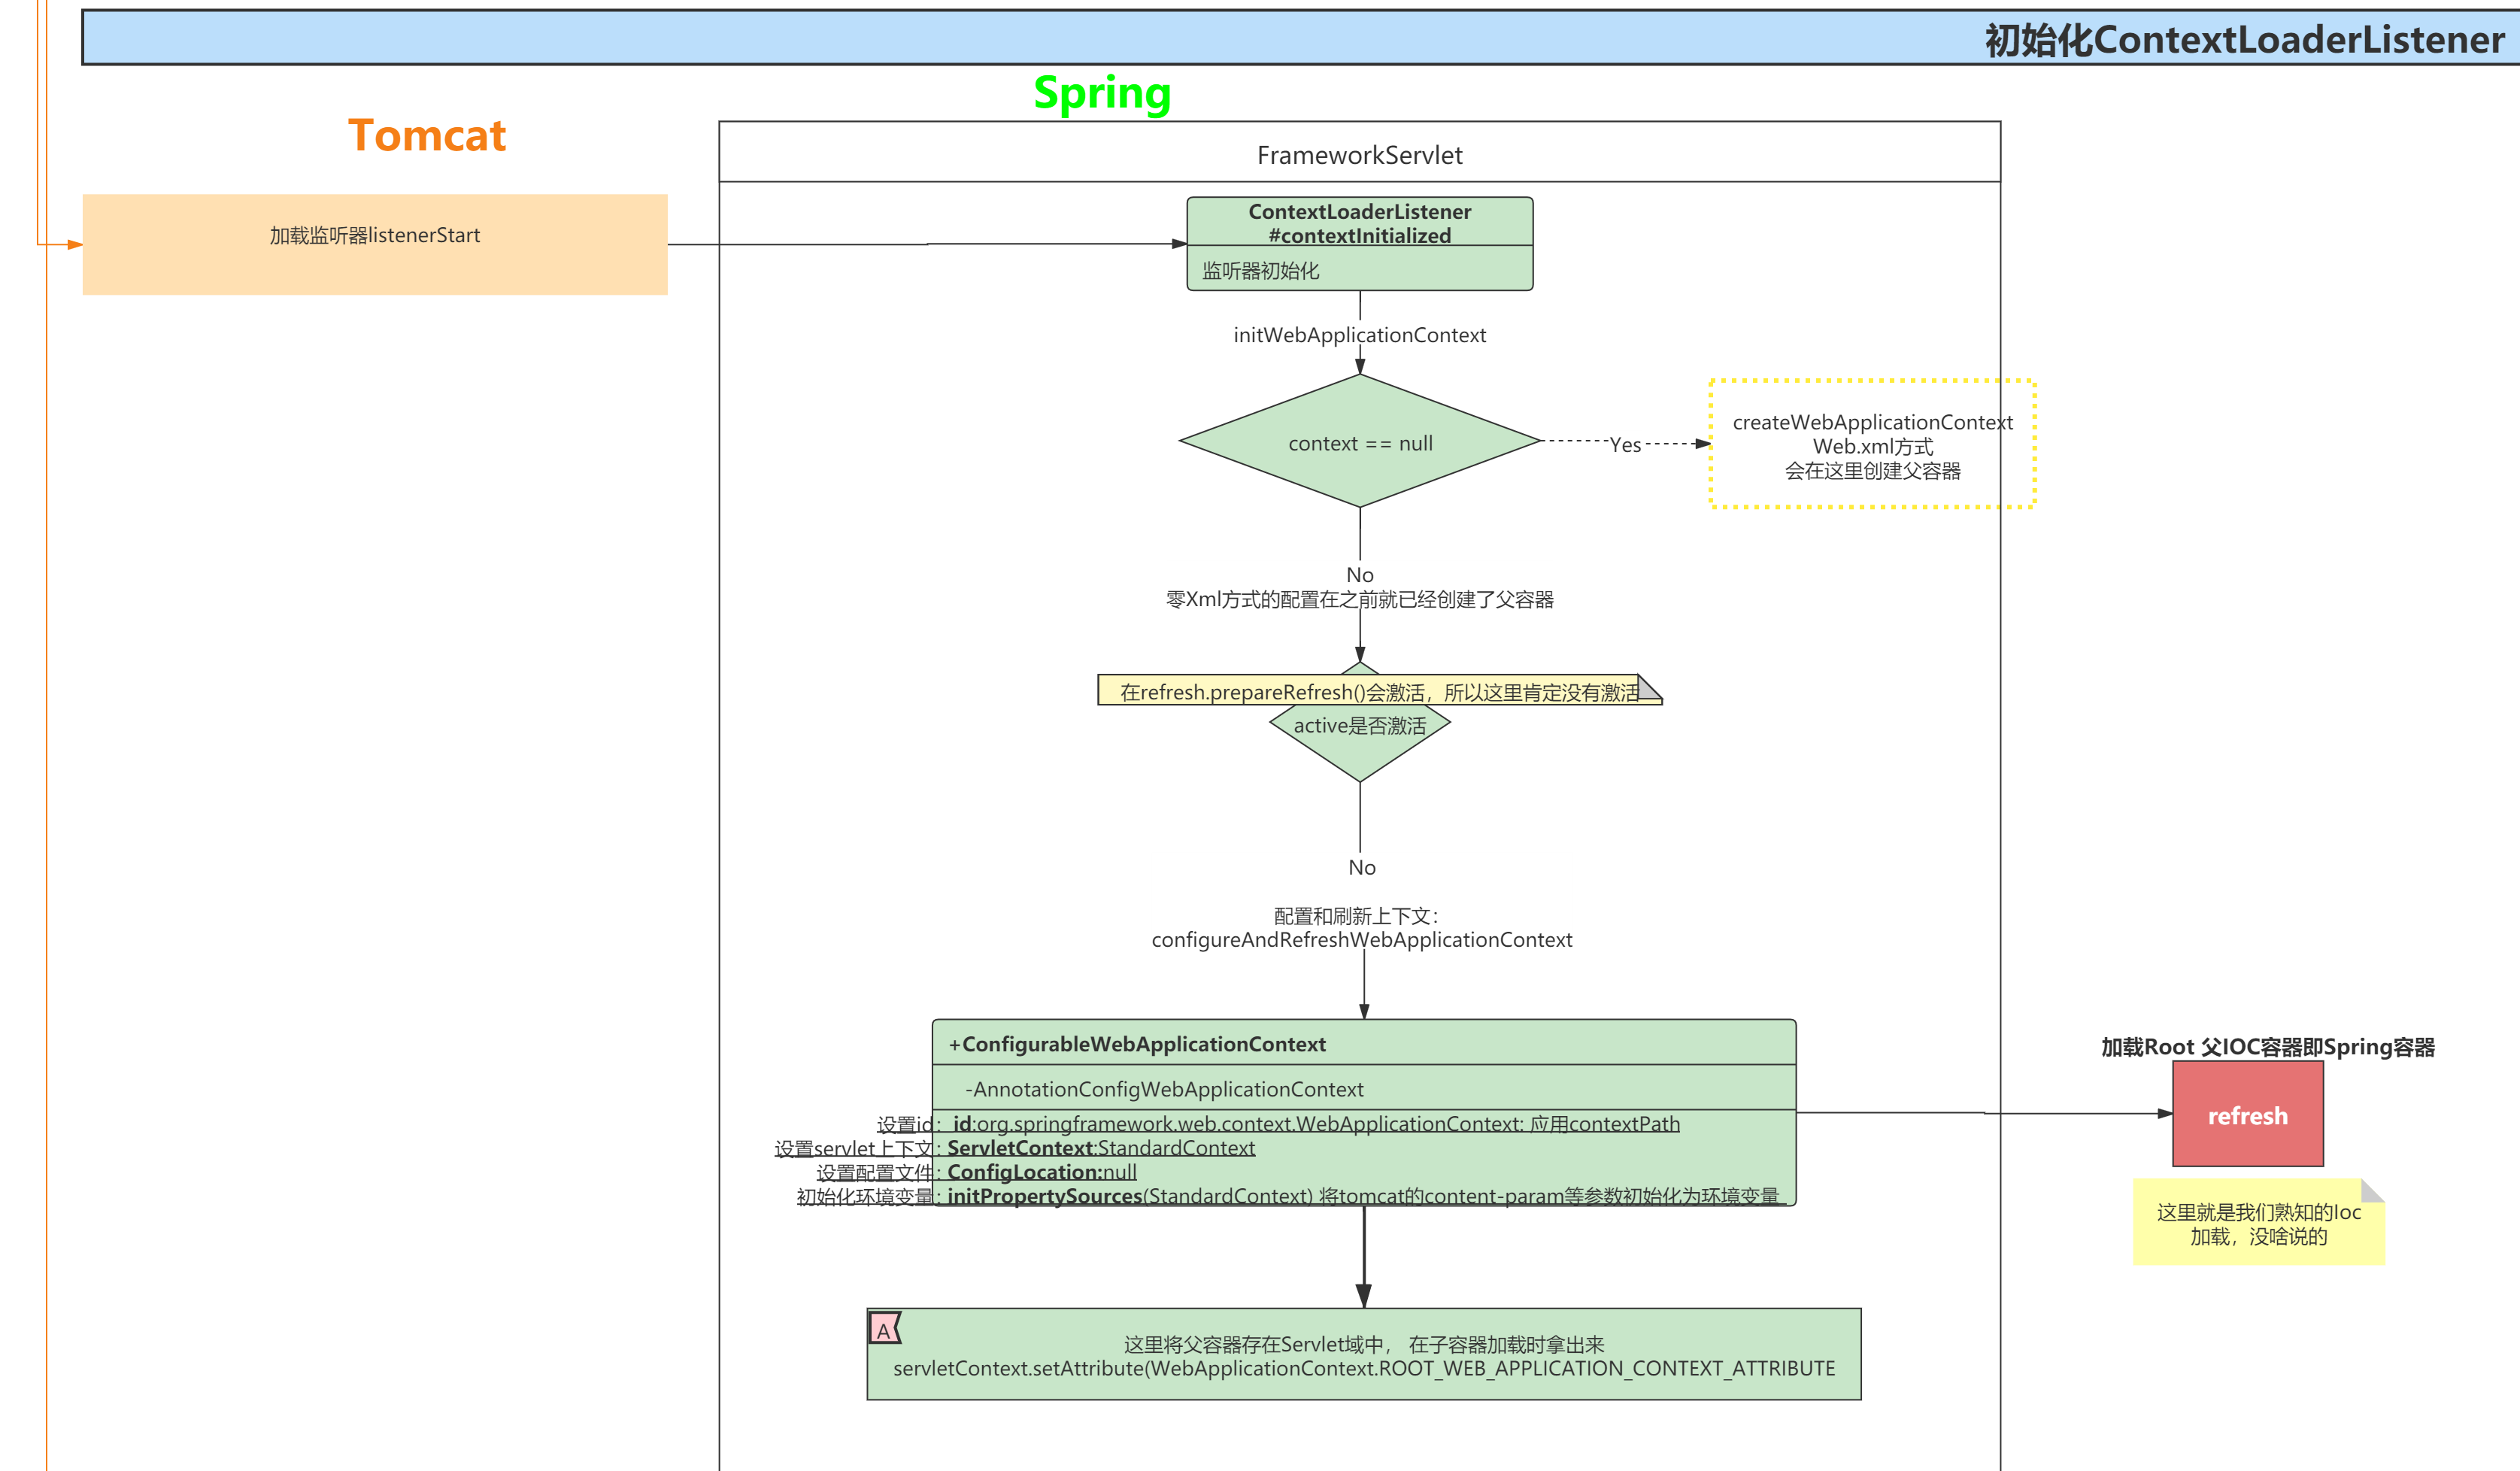 初始化ContextLoaderListener
Spring
Tomcat
FrameworkServlet
加载监听器listenerStart
ContextLoaderListener
#contextInitialized
监听器初始化
initWebApplicationContext
context == null
Yes
createWebApplicationContext
Web.xml方式
会在这里创建父容器
No
零Xml方式的配置在之前就已经创建了父容器
在refresh.prepareRefresh()会激活，所以这里肯定没有激活
active是否激活
No
配置和刷新上下文：
configureAndRefreshWebApplicationContext
+ConfigurableWebApplicationContext
-AnnotationConfigWebApplicationContext
设置id： id:org.springframework.web.context.WebApplicationContext: 应用contextPath
设置servlet上下文: ServletContext:StandardContext
设置配置文件: ConfigLocation:null
初始化环境变量: initPropertySources(StandardContext) 将tomcat的content-param等参数初始化为环境变量
加载Root 父IOC容器即Spring容器
refresh
这里就是我们熟知的Ioc
加载，没啥说的
A
这里将父容器存在Servlet域中， 在子容器加载时拿出来
servletContext.setAttribute(WebApplicationContext.ROOT_WEB_APPLICATION_CONTEXT_ATTRIBUTE